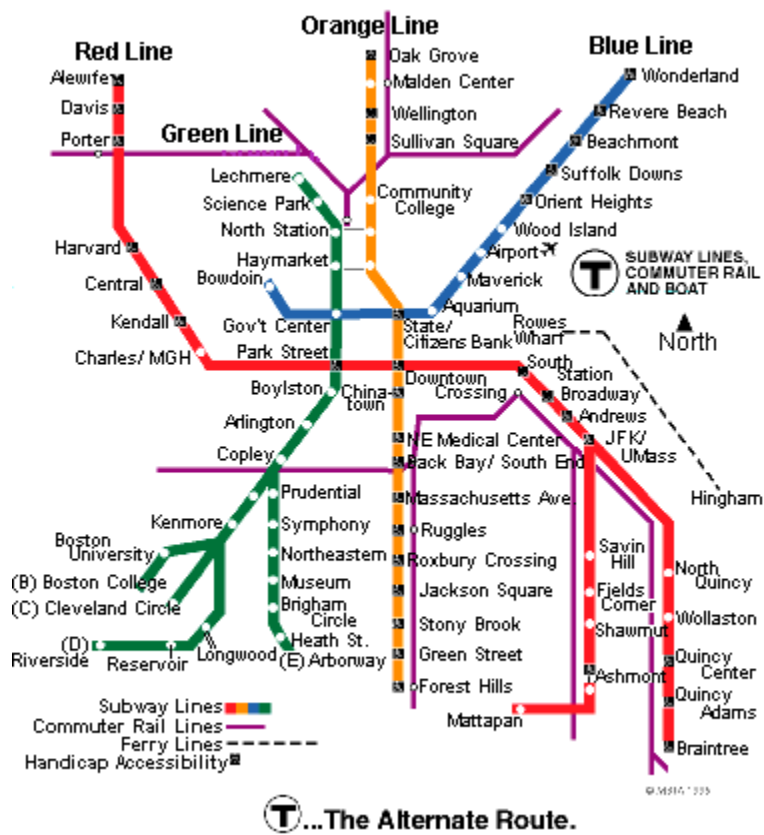 Orange Line
Red Line
Blue Line
Green Line
Alewife
Davis
Porter
Oak Grove
Malden Center
Wellington
Sullivan Square
Community
College
Wonderland
Revere Beach
Beachmont
Suffolk Downs
Orient Heights
Wood Island
Airport
Maverick
Aquarium
Lechmere
Science Park
North Station
Haymarket
Bowdoin
Gov't Center
State/
Citizens Bank
T
SUBWAY LINES,
COMMUTER RAIL
AND BOAT
North
Rowes
Wharf
Hingham
Harvard
Central
Kendall
Charles/ MGH
Park Street
Downtown
Crossing
South
Station
Broadway
Andrews
JFK/
UMass
Boylston
China-
town
Arlington
Copley
NE Medical Center
Back Bay/ South End
Massachusetts Ave.
Ruggles
Roxbury Crossing
Jackson Square
Stony Brook
Green Street
Forest Hills
Prudential
Symphony
Northeastern
Museum
Brigham
Circle
Heath St.
(E) Arborway
Kenmore
Boston
University
(B) Boston College
(C) Cleveland Circle
(D)
Riverside
Reservoir
Longwood
Savin
Hill
Fields
Corner
Shawmut
Ashmont
Mattapan
North
Quincy
Wollaston
Quincy
Center
Quincy
Adams
Braintree
Subway Lines
Commuter Rail Lines
Ferry Lines
Handicap Accessibility
T...The Alternate Route.